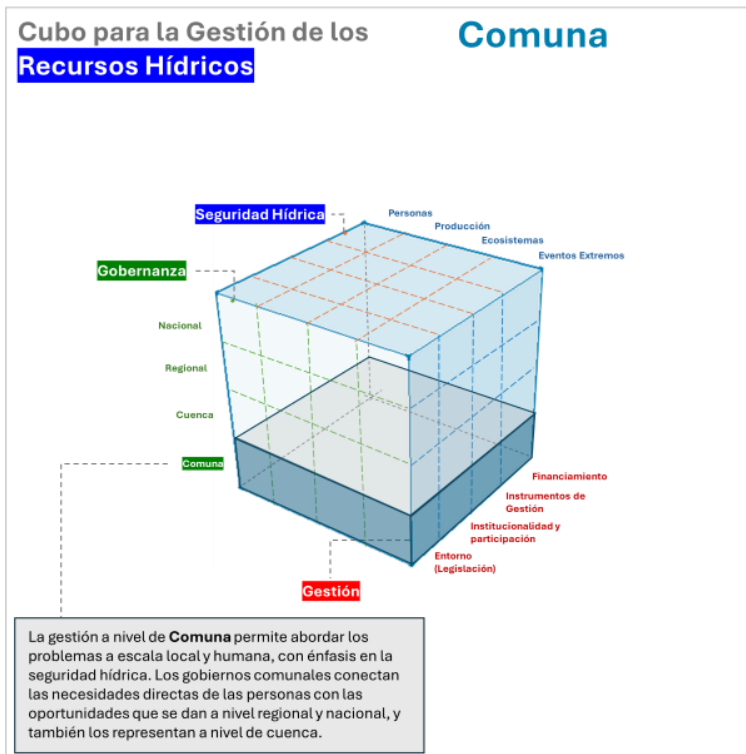 Cubo para la Gestión de los
Recursos Hídricos
Comuna
Seguridad Hídrica
Personas
Producción
Ecosistemas
Eventos Extremos
Gobernanza
Nacional
Regional
Cuenca
Comuna
Financiamiento
Instrumentos de
Gestión
Institucionalidad y
participación
Entorno
(Legislación)
Gestión
La gestión a nivel de Comuna permite abordar los
problemas a escala local y humana, con énfasis en la
seguridad hídrica. Los gobiernos comunales conectan
las necesidades directas de las personas con las
oportunidades que se dan a nivel regional y nacional, y
también los representan a nivel de cuenca.